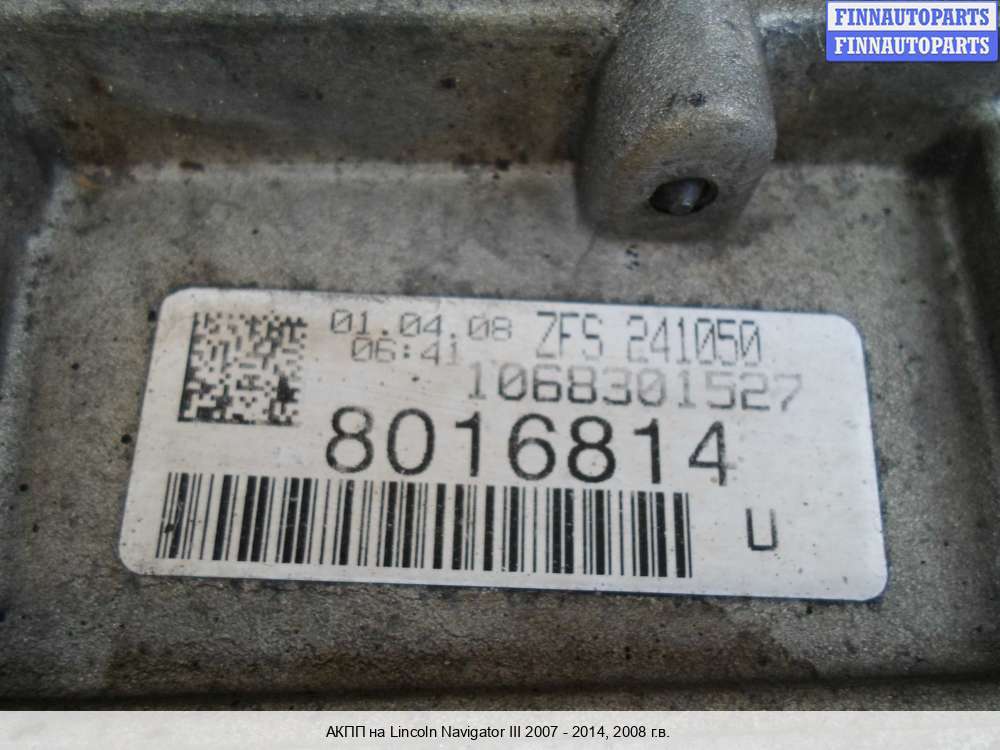 FINNAUTOPARTS
FINNAUTOPARTS
01.04.08 ZFS 241050
06:41
1068301527
8016814
U
АКПП на Lincoln Navigator III 2007 - 2014, 2008 г.в.